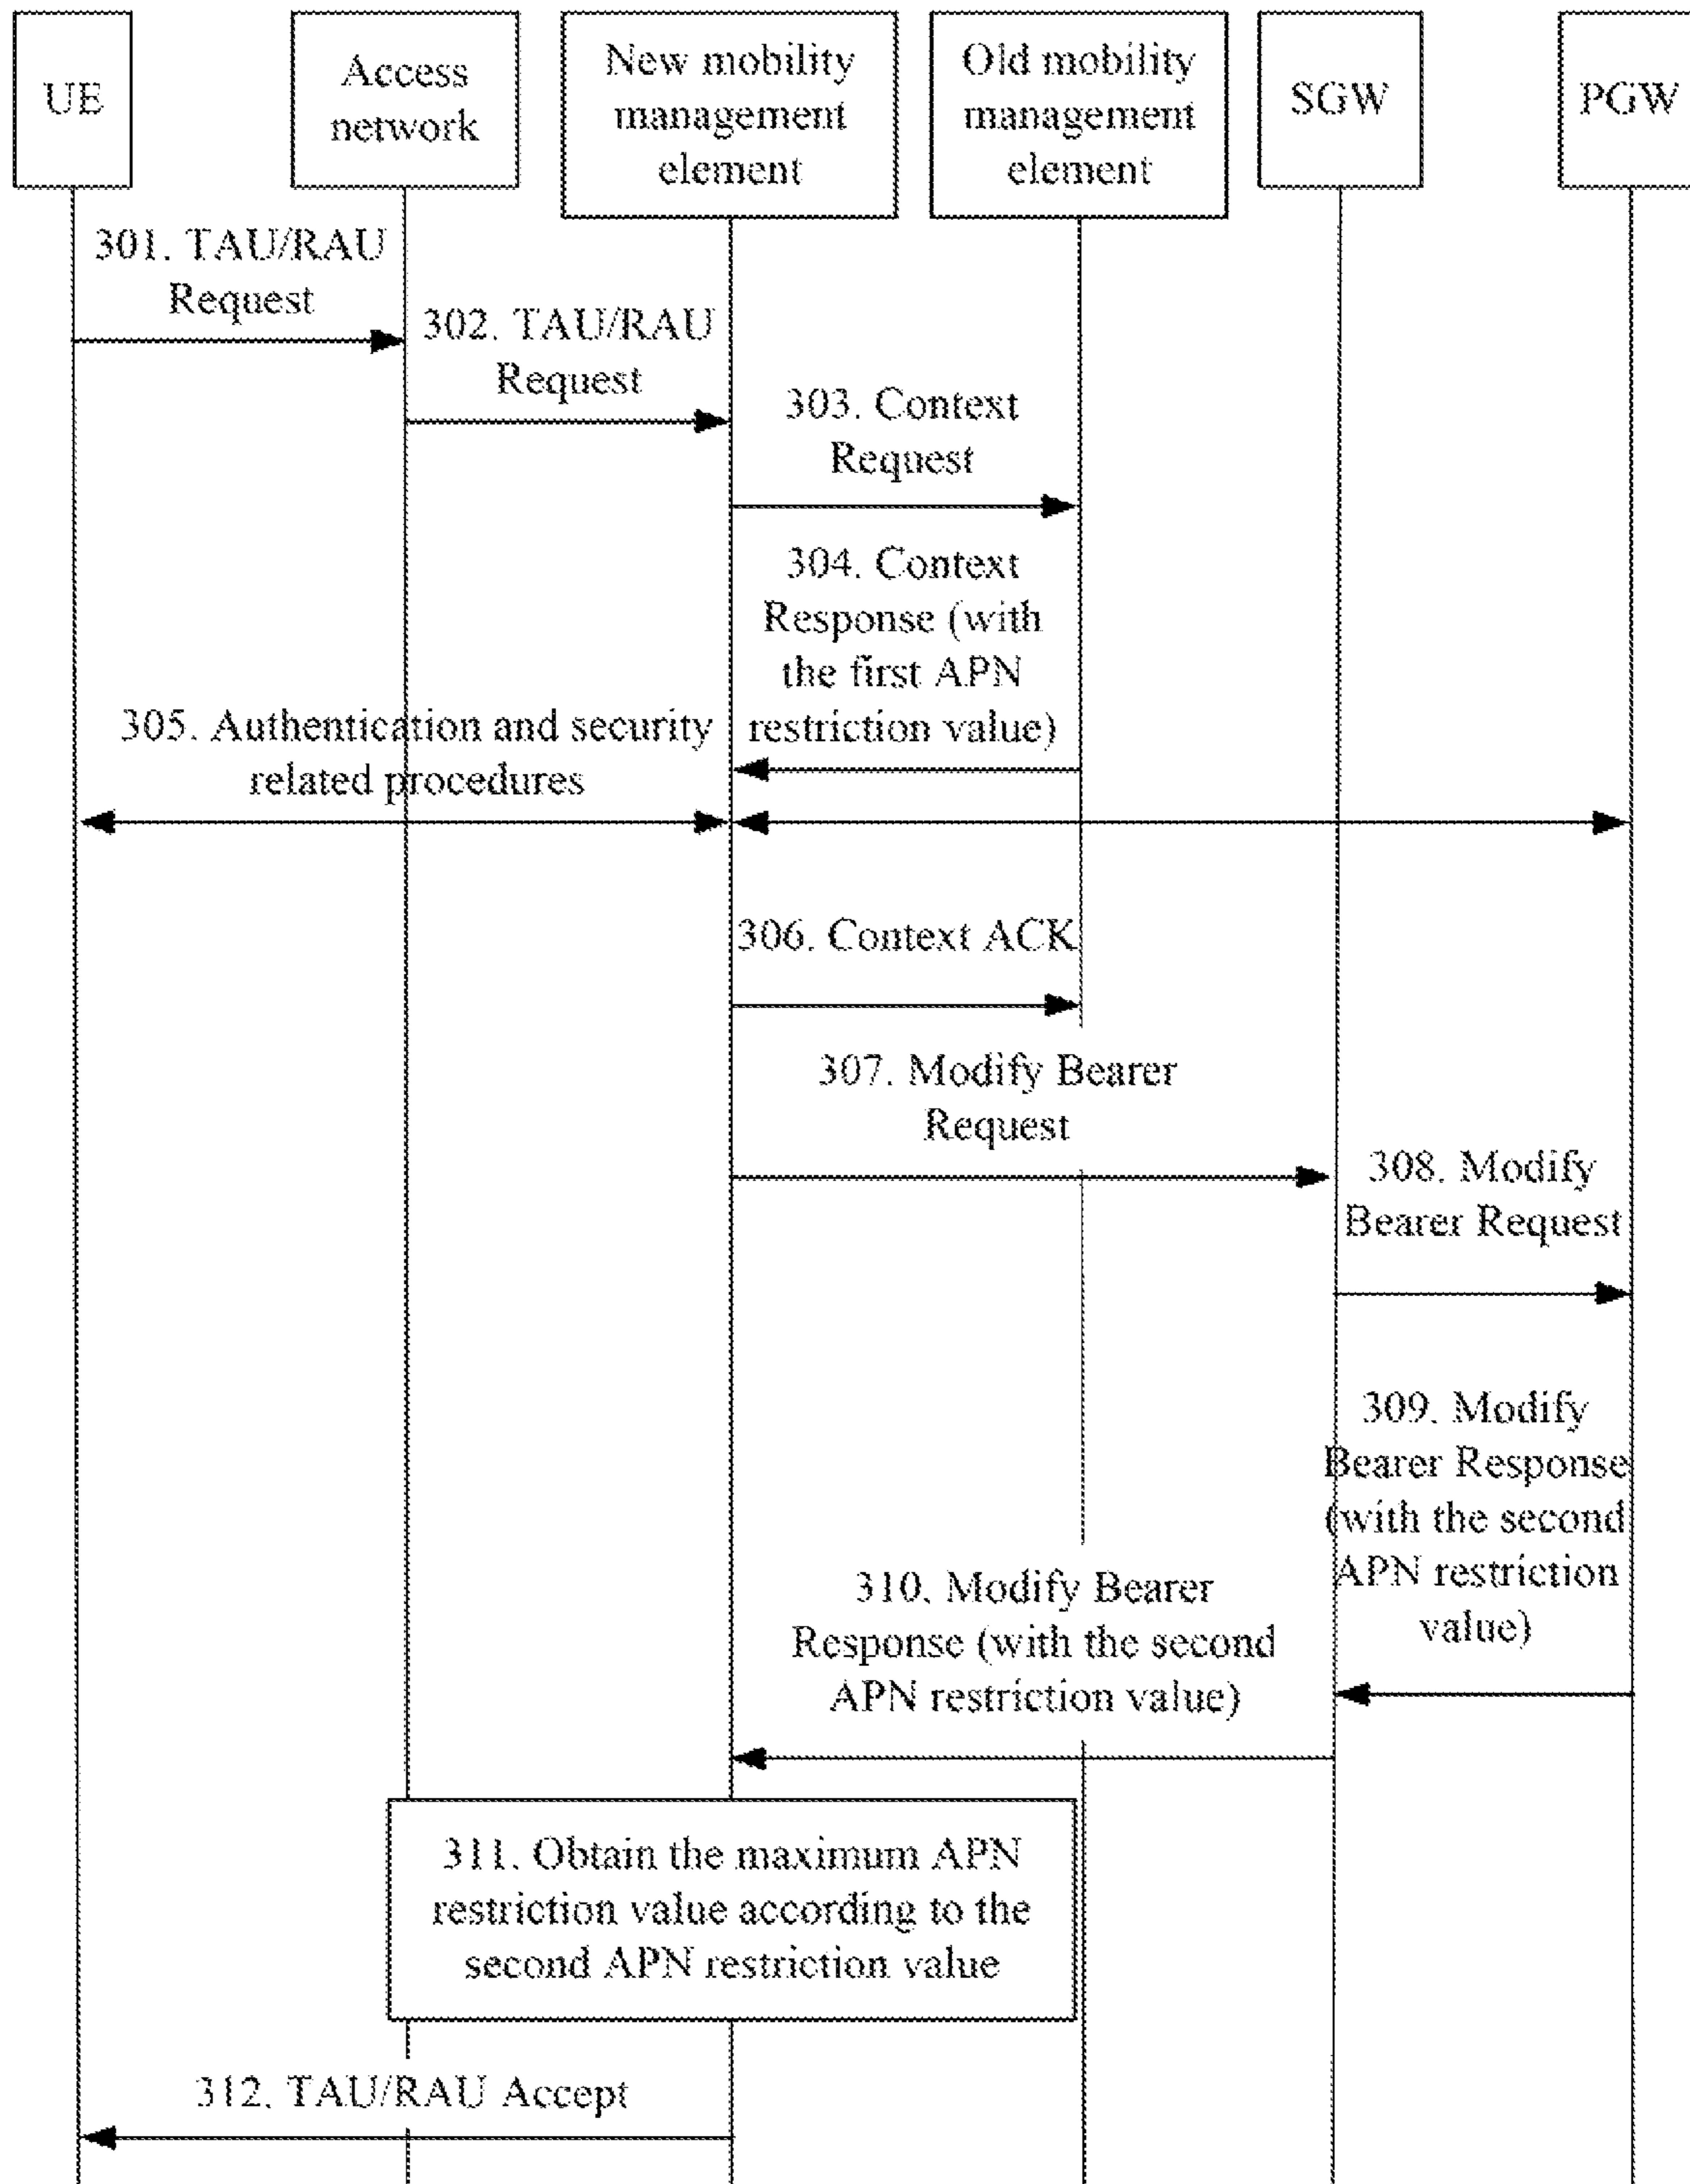 UE
Access
network
New mobility
management
element
Old mobility
management
element
SGW
PGW
301. TAU/RAU
Request
302. TAU/RAU
Request
303. Context
Request
304. Context
Response (with
the first APN
restriction value)
305. Authentication and security
related procedures
306. Context ACK
307. Modify Bearer
Request
308. Modify
Bearer Request
309. Modify
Bearer Response
(with the second
APN restriction
value)
310. Modify Bearer
Response (with the second
APN restriction value)
311. Obtain the maximum APN
restriction value according to the
second APN restriction value
312. TAU/RAU Accept